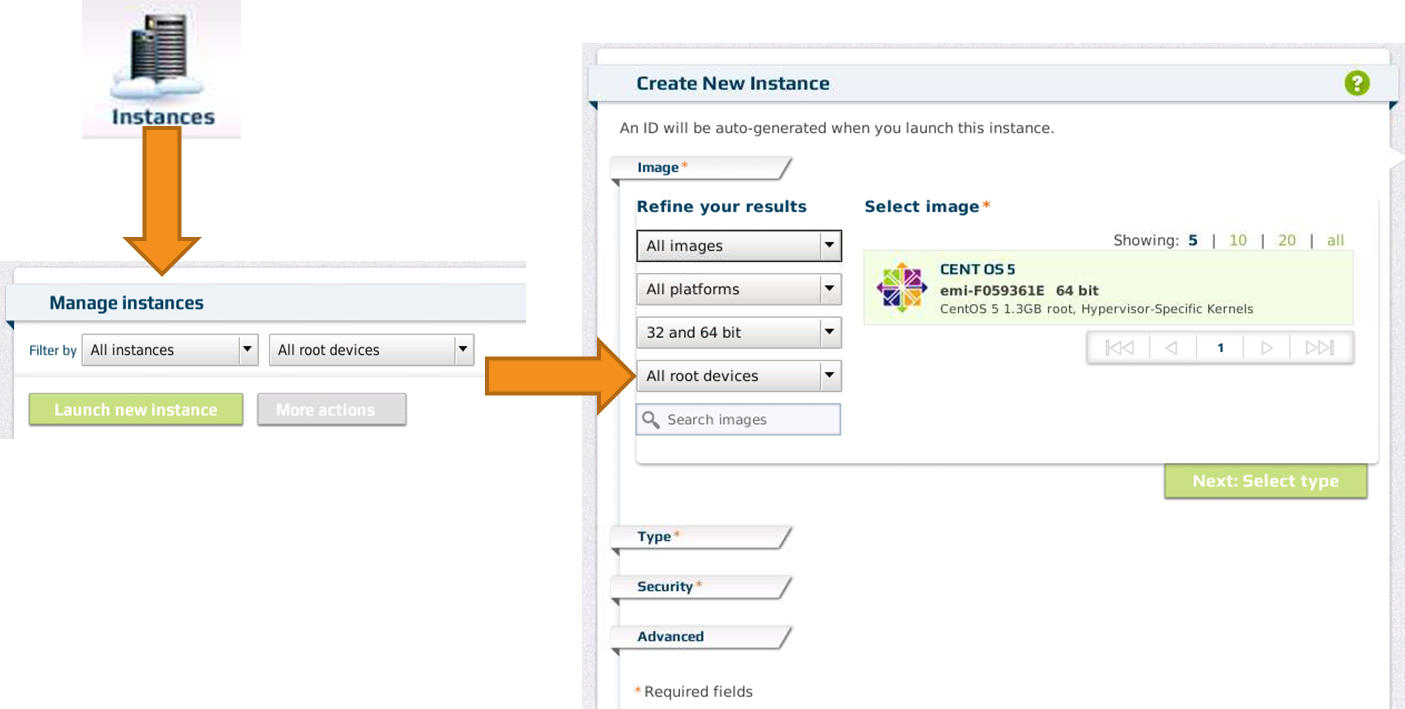 Instances
Manage instances
Filter by All instances All root devices
Launch new instance More actions
Create New Instance ?
An ID will be auto-generated when you launch this instance.
Image *
Refine your results
All images
All platforms
32 and 64 bit
All root devices
Search images
Select image *
Showing: 5 | 10 | 20 | all
CENT OS 5
emi-F059361E 64 bit
CentOS 5 1.3GB root, Hypervisor-Specific Kernels
1
Next: Select type
Type *
Security *
Advanced
* Required fields